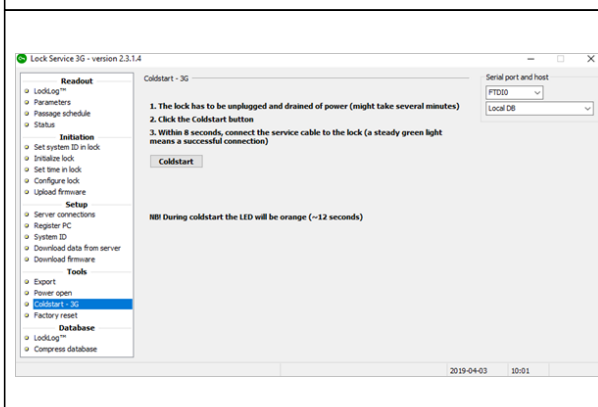 Lock Service 3G - version 2.3.1.4
Readout
LockLog™
Parameters
Passage schedule
Status
Initiation
Set system ID in lock
Initialize lock
Set time in lock
Configure lock
Upload firmware
Setup
Server connections
Register PC
System ID
Download data from server
Download firmware
Tools
Export
Power open
Coldstart - 3G
Factory reset
Database
LockLog™
Compress database
Coldstart - 3G
1. The lock has to be unplugged and drained of power (might take several minutes)
2. Click the Coldstart button
3. Within 8 seconds, connect the service cable to the lock (a steady green light
means a successful connection)
Coldstart
NB! During coldstart the LED will be orange (~12 seconds)
Serial port and host
FTDI0
Local DB
2019-04-03 10:01